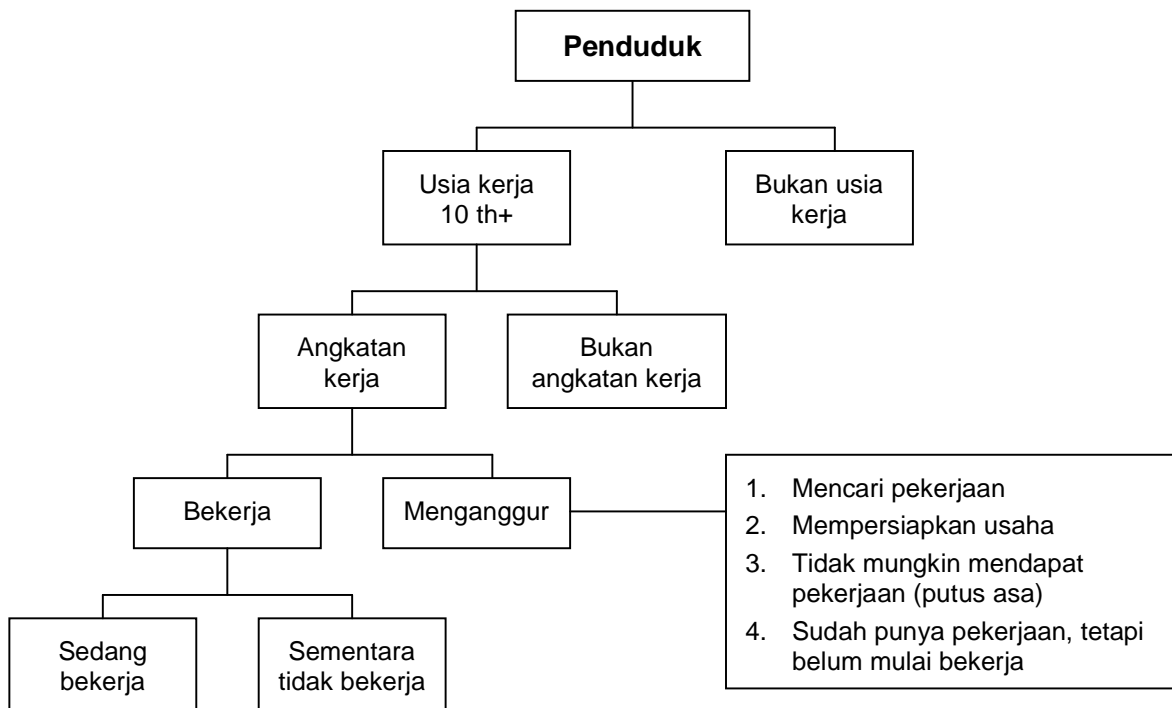 Penduduk
Usia kerja
10 th+
Bukan usia
kerja
Angkatan
kerja
Bukan
angkatan kerja
Bekerja
Menganggur
1. Mencari pekerjaan
2. Mempersiapkan usaha
3. Tidak mungkin mendapat
pekerjaan (putus asa)
4. Sudah punya pekerjaan, tetapi
belum mulai bekerja
Sedang
bekerja
Sementara
tidak bekerja